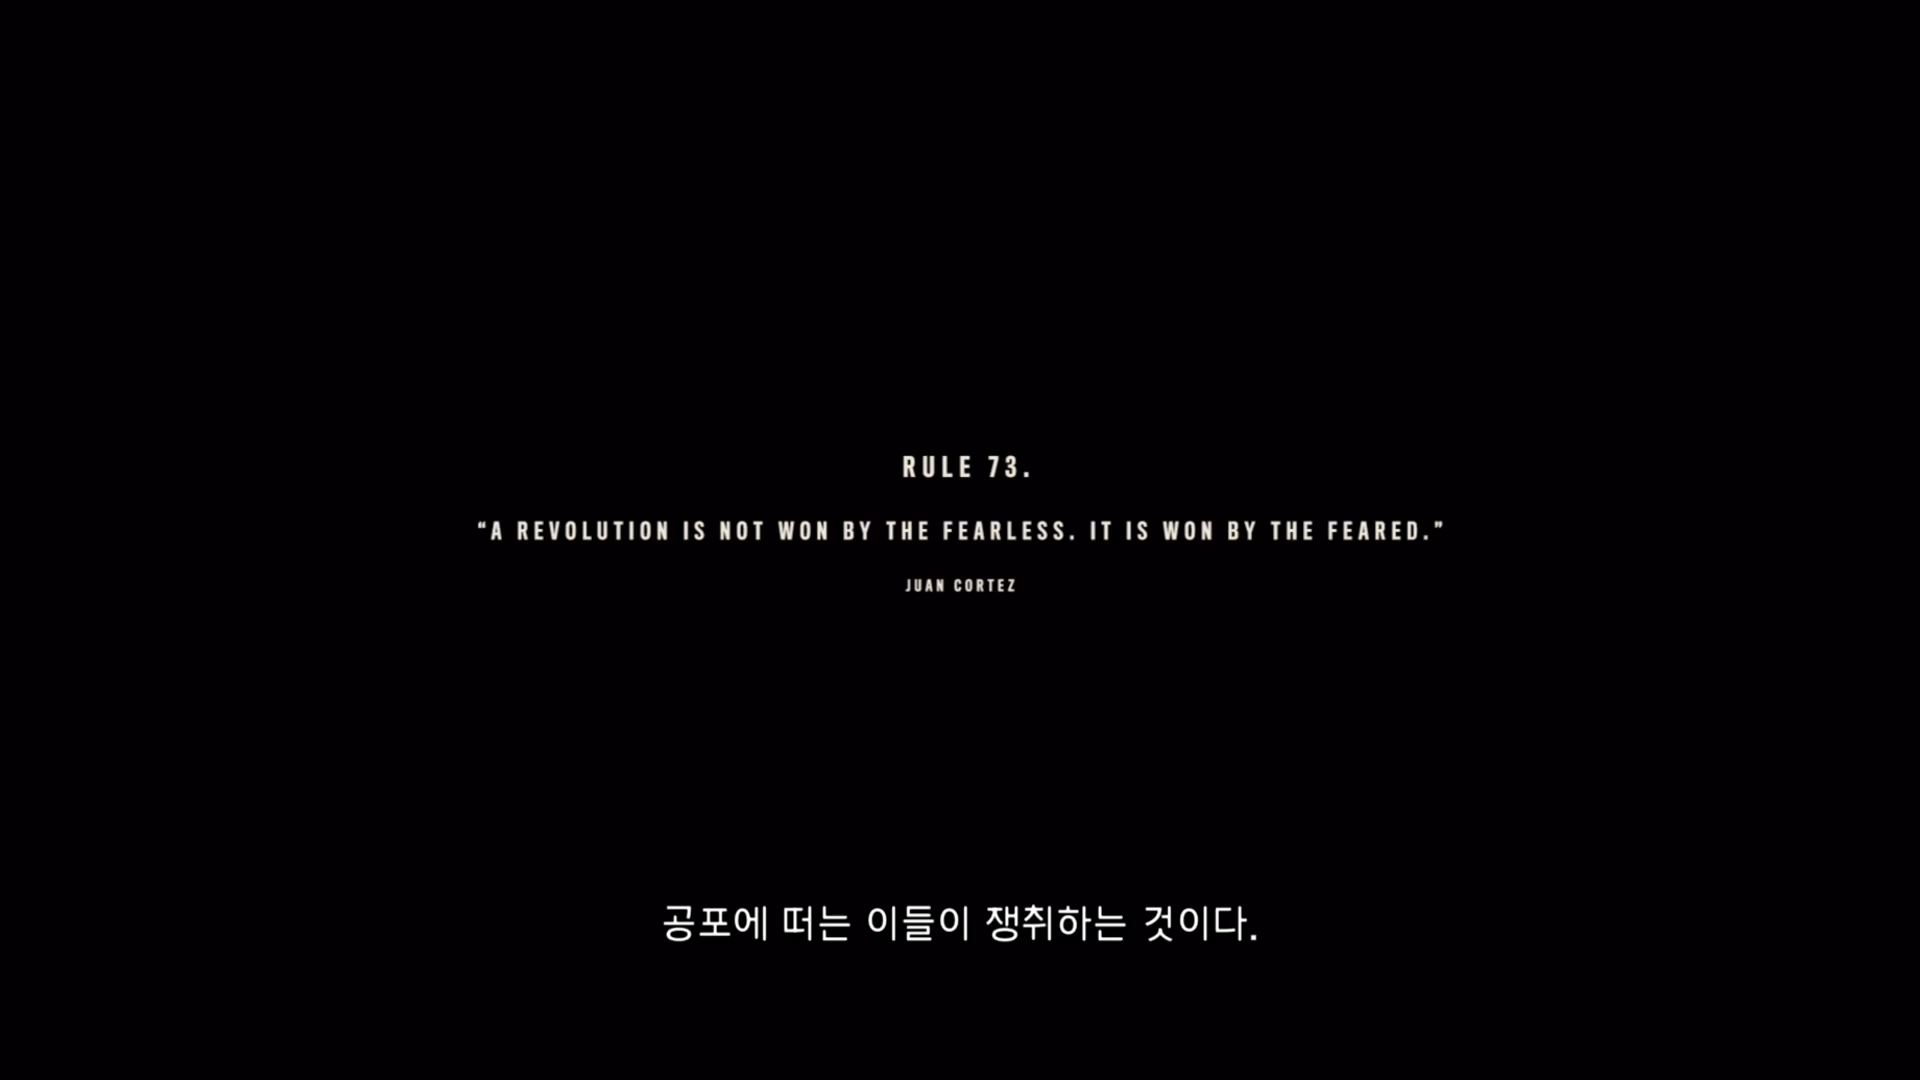 RULE 73.
“A REVOLUTION IS NOT WON BY THE FEARLESS. IT IS WON BY THE FEARED.”
JUAN CORTEZ
공포에 떠는 이들이 쟁취하는 것이다.